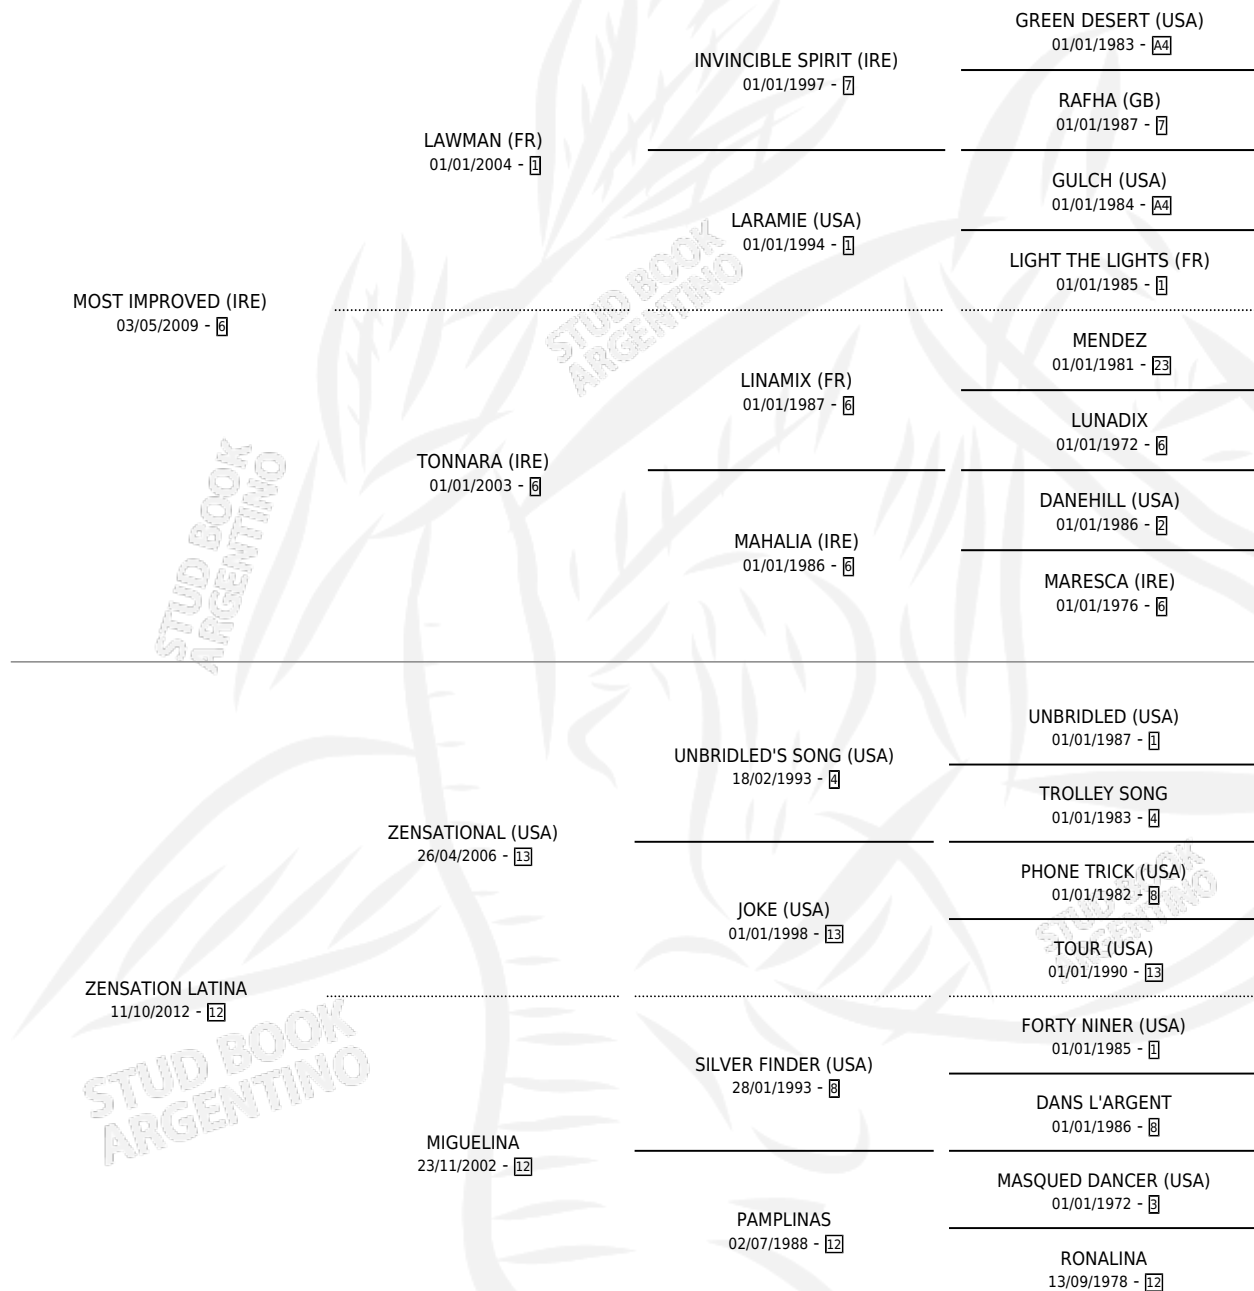 GREEN DESERT (USA)
01/01/1983 - A4
INVINCIBLE SPIRIT (IRE)
01/01/1997 - 7
RAFHA (GB)
01/01/1987 - 7
LAWMAN (FR)
01/01/2004 - 1
GULCH (USA)
01/01/1984 - A4
LARAMIE (USA)
01/01/1994 - 1
LIGHT THE LIGHTS (FR)
01/01/1985 - 1
MOST IMPROVED (IRE)
03/05/2009 - 6
MENDEZ
01/01/1981 - 23
LINAMIX (FR)
01/01/1987 - 6
LUNADIX
01/01/1972 - 6
TONNARA (IRE)
01/01/2003 - 6
DANEHILL (USA)
01/01/1986 - 2
MAHALIA (IRE)
01/01/1986 - 6
MARESCA (IRE)
01/01/1976 - 6
UNBRIDLED (USA)
01/01/1987 - 1
UNBRIDLED'S SONG (USA)
18/02/1993 - 4
TROLLEY SONG
01/01/1983 - 4
ZENSATIONAL (USA)
26/04/2006 - 13
PHONE TRICK (USA)
01/01/1982 - 8
JOKE (USA)
01/01/1998 - 13
TOUR (USA)
01/01/1990 - 13
ZENSATION LATINA
11/10/2012 - 12
FORTY NINER (USA)
01/01/1985 - 1
SILVER FINDER (USA)
28/01/1993 - 8
DANS L'ARGENT
01/01/1986 - 8
MIGUELINA
23/11/2002 - 12
MASQUED DANCER (USA)
01/01/1972 - 3
PAMPLINAS
02/07/1988 - 12
RONALINA
13/09/1978 - 12
STUD BOOK
ARGENTINO
STUD BOOK
ARGENTINO
STUD BOOK
ARGENTINO
STUD BOOK
ARGENTINO